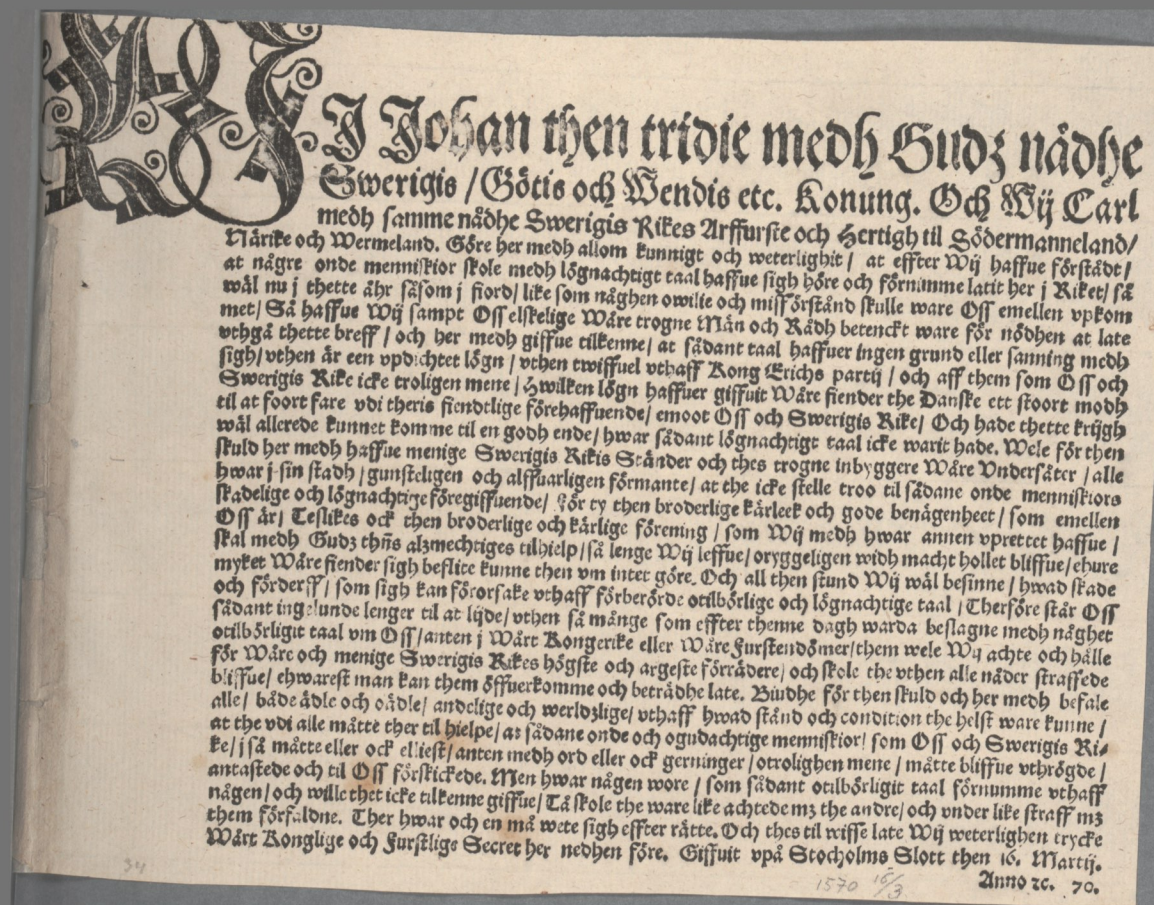 WJ Johan then tridie medh Gudz nådhe
Swerigis / Götis och Wendis etc. Konung. Och Wij Carl
medh samme nådhe Swerigis Rikes Arffurste och Hertigh til Södermanneland/
Närike och Wermeland. Göre her medh allom kunnigt och weterlighit / at effter Wij haffue förstådt /
at någre onde menniskior skole medh lögnachtigt taal haffue sigh höre och förnimme latit her j Riket/ så
wäl nu j thette åhr såsom j fiord/ like som någhen owilie och missförstånd skulle ware Oss emellen vpkom
met/ Så haffue Wij sampt Oss elskelige Wåre trogne Män och Rådh betenckt ware för nödhen at late
vthgå thette breff / och her medh giffue tilkenne/ at sådant taal haffuer ingen grund eller sanning medh
sigh/ vthen är een vpdichtet lögn / vthen twiffuel vthaff Kong Erichs partij / och aff them som Oss och
Swerigis Rike icke troligen mene / Hwilken lögn haffuer giffuit Wåre fiender the Danske ett stoort modh
til at foort fare vdi theris fiendtlige förehaffuende/ emoot Oss och Swerigis Rike/ Och hade thette krijgh
wäl allerede kunnet komme til en godh ende/ hwar sådant lögnachtigt taal icke warit hade. Wele för then
skuld her medh haffue menige Swerigis Rikis Ständer och thes trogne inbyggere Wåre Vndersåter / alle
hwar j sin stadh / gunsteligen och alffuarligen förmante/ at the icke stelle troo til sådane onde menniskiors
skadelige och lögnachtige föregiffuende/ För ty then broderlige kärleek och gode benägenheet / som emellen
Oss är/ Teslikes ock then broderlige och kärlige förening / som Wij medh hwar annen vprettet haffue /
skal medh Gudz thñs alzmechtiges tilhielp/ så lenge Wij leffue/ oryggeligen widh macht hollet bliffue/ ehure
myket Wåre fiender sigh beflite kunne then vm intet göre. Och all then stund Wij wäl besinne / hwad skade
och förderff / som sigh kan förorsake vthaff förberörde otilbörlige och lögnachtige taal / Therföre står Oss
sådant ingelunde lenger til at lijde/ vthen så månge som effter thenne dagh warda beslagne medh någhet
otilbörligit taal vm Oss/ anten j Wårt Kongerike eller Wåre Furstendömer/ them wele Wij achte och hålle
för Wåre och menige Swerigis Rikes högste och argeste förrädere/ och skole the vthen alle nåder straffede
bliffue/ ehwarest man kan them öffuerkomme och beträdhe late. Biudhe för then skuld och her medh befale
alle / både ädle och oädle/ andelige och werldzlige/ vthaff hwad stånd och condition the helst ware kunne /
at the vdi alle måtte ther til hielpe/ at sådane onde och ogudachtige menniskior/ som Oss och Swerigis Ri-
ke/ j så måtte eller ock elliest/ anten medh ord eller ock gerninger / otrolighen mene / måtte bliffue vthrögde /
antastede och til Oss förskickede. Men hwar någen wore / som sådant otilbörligit taal förnumme vthaff
någen/ och wille thet icke tilkenne giffue/ Tå skole the ware like achtede mz the andre/ och vnder like straff mz
them förfaldne. Ther hwar och en må wete sigh effter rätte. Och thes til wisse late Wij weterlighen trycke
Wårt Konglige och Furstlige Secret her nedhen före. Giffuit vpå Stocholms Slott then 16. Martij.
Anno ꝛc. 70.
34
1570 16/3